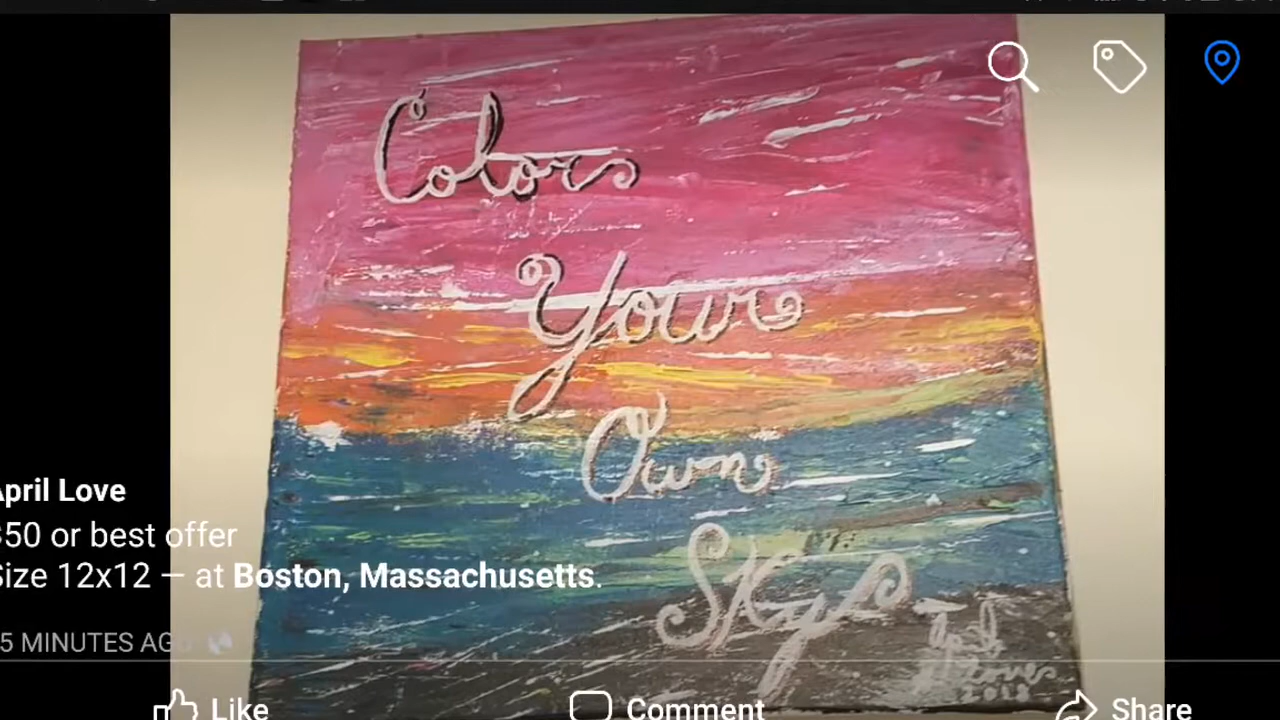 Colors
Your
Own
Sky
2018
April Love
$50 or best offer
Size 12x12 — at Boston, Massachusetts.
5 MINUTES AGO
Like
Comment
Share